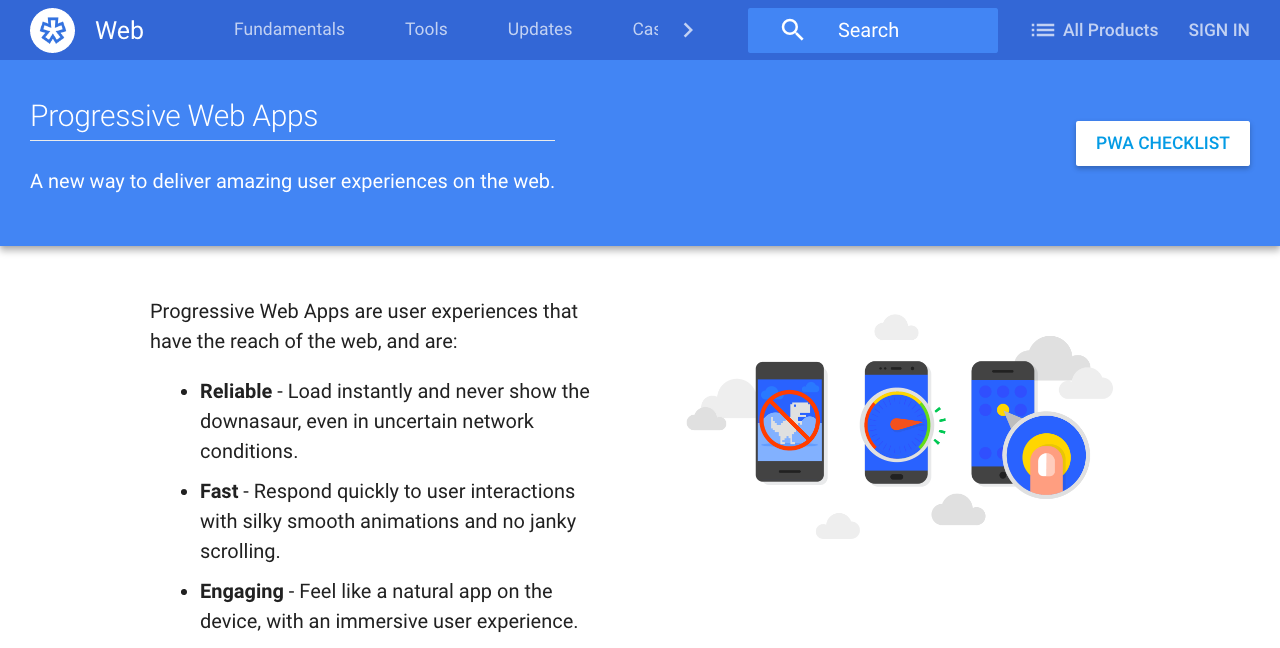 Web
Fundamentals
Tools
Updates
Cas
Search
All Products
SIGN IN
Progressive Web Apps
A new way to deliver amazing user experiences on the web.
PWA CHECKLIST
Progressive Web Apps are user experiences that
have the reach of the web, and are:
• Reliable - Load instantly and never show the
downasaur, even in uncertain network
conditions.
• Fast - Respond quickly to user interactions
with silky smooth animations and no janky
scrolling.
• Engaging - Feel like a natural app on the
device, with an immersive user experience.